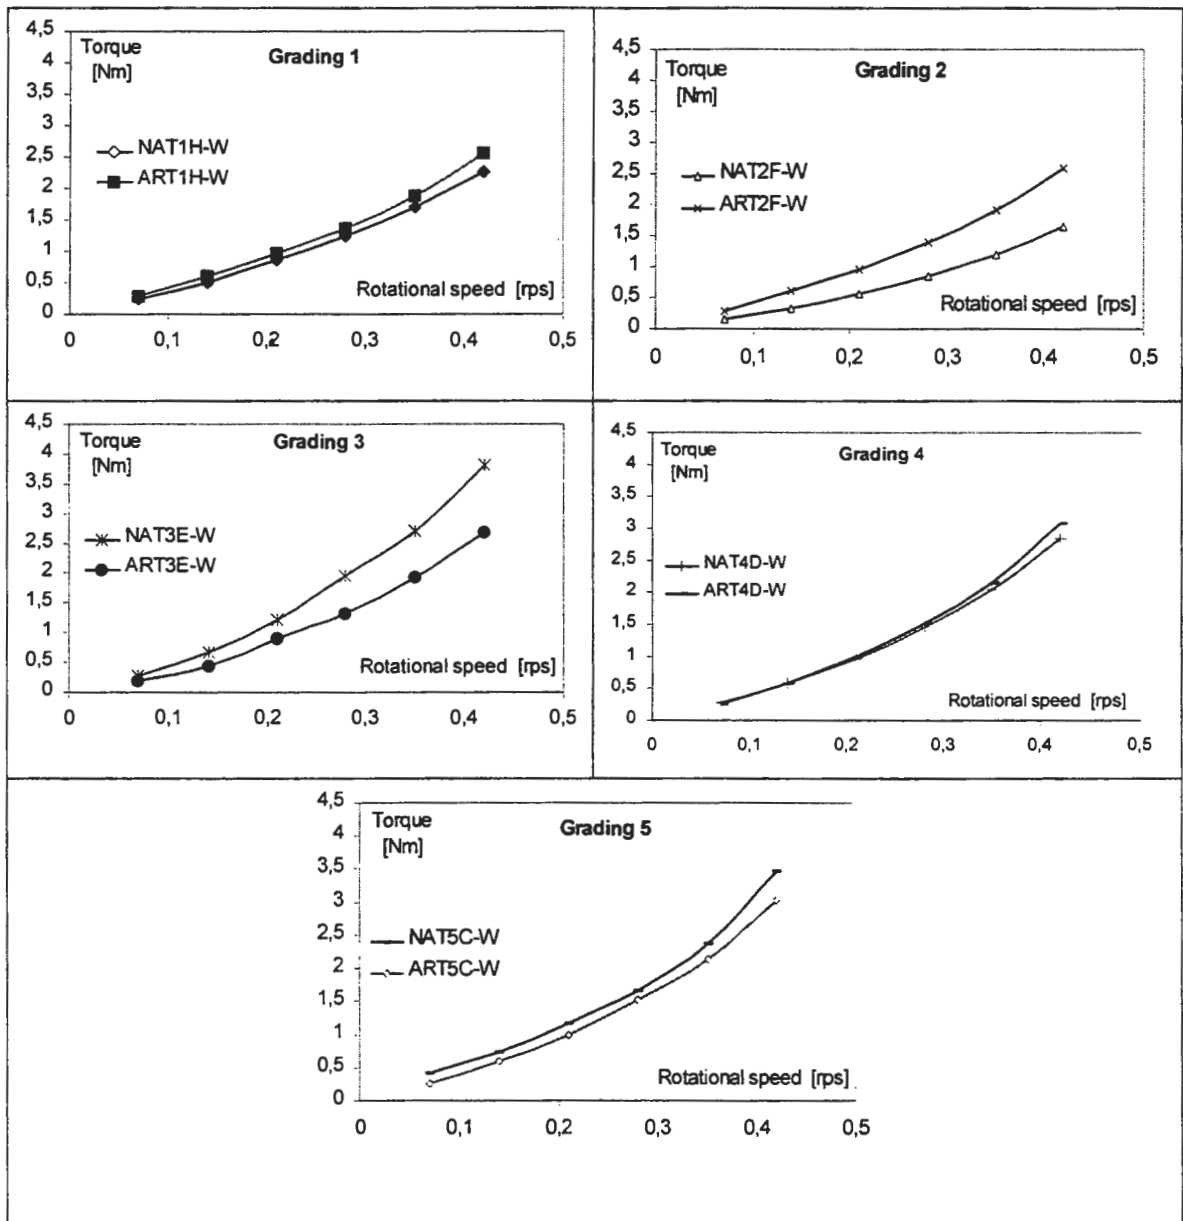 4,5
Torque
[Nm]
Grading 1
4
3,5
3
NAT1H-W
2,5
ART1H-W
2
1,5
1
0,5
Rotational speed [rps]
0
0
0,1
0,2
0,3
0,4
0,5
4,5
Torque
[Nm]
Grading 2
4
3,5
3
2,5
NAT2F-W
2
ART2F-W
1,5
1
0,5
Rotational speed [rps]
0
0
0,1
0,2
0,3
0,4
0,5
4,5
Torque
[Nm]
Grading 3
4
3,5
3
NAT3E-W
2,5
ART3E-W
2
1,5
1
0,5
Rotational speed [rps]
0
0
0,1
0,2
0,3
0,4
0,5
4,5
Torque
[Nm]
Grading 4
4
3,5
3
2,5
NAT4D-W
2
ART4D-W
1,5
1
0,5
Rotational speed [rps]
0
0
0,1
0,2
0,3
0,4
0,5
4,5
Torque
[Nm]
Grading 5
4
3,5
3
2,5
NAT5C-W
2
ART5C-W
1,5
1
0,5
Rotational speed [rps]
0
0
0,1
0,2
0,3
0,4
0,5